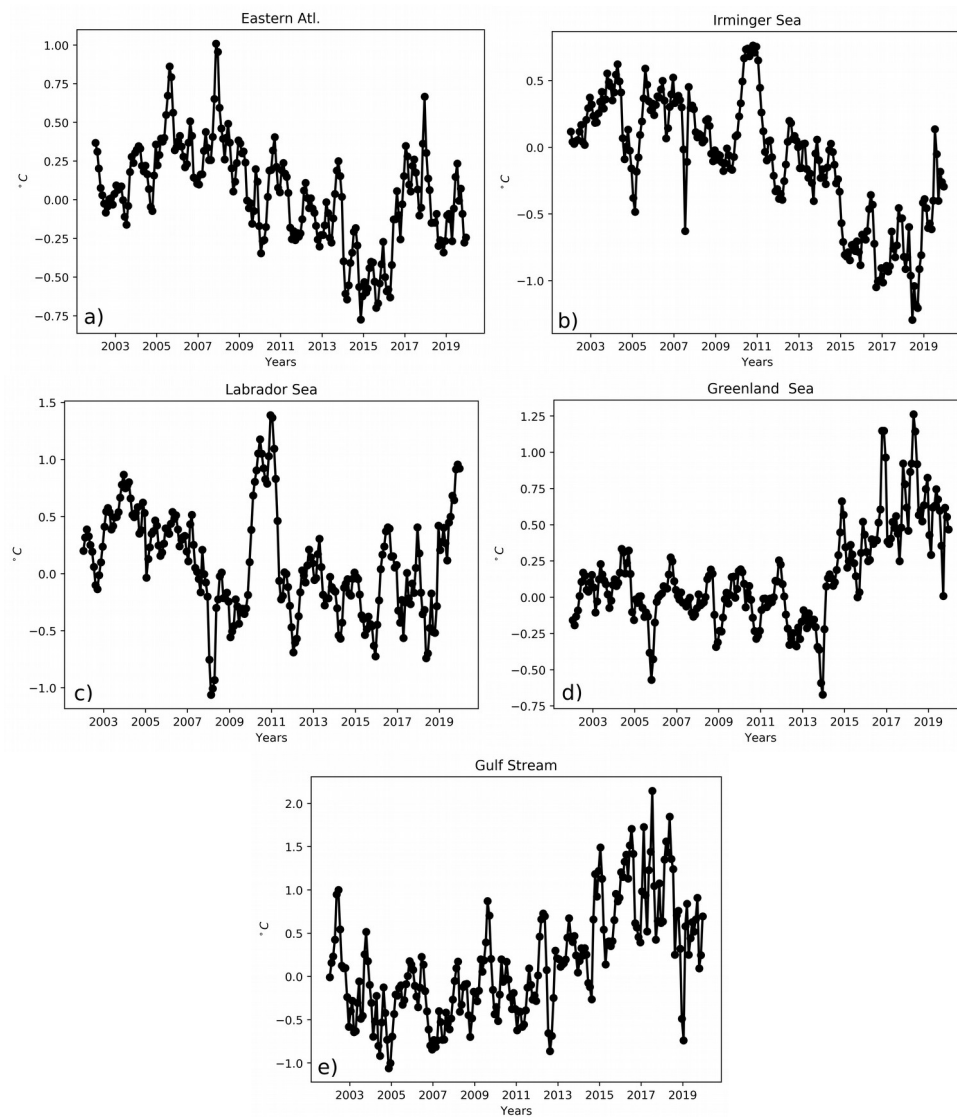 Eastern Atl.
1.00
0.75
0.50
0.25
0.00
−0.25
−0.50
−0.75
°C
a)
2003 2005 2007 2009 2011 2013 2015 2017 2019
Years
Irminger Sea
0.5
0.0
−0.5
−1.0
°C
b)
2003 2005 2007 2009 2011 2013 2015 2017 2019
Years
Labrador Sea
1.5
1.0
0.5
0.0
−0.5
−1.0
°C
c)
2003 2005 2007 2009 2011 2013 2015 2017 2019
Years
Greenland Sea
1.25
1.00
0.75
0.50
0.25
0.00
−0.25
−0.50
−0.75
°C
d)
2003 2005 2007 2009 2011 2013 2015 2017 2019
Years
Gulf Stream
2.0
1.5
1.0
0.5
0.0
−0.5
−1.0
°C
e)
2003 2005 2007 2009 2011 2013 2015 2017 2019
Years